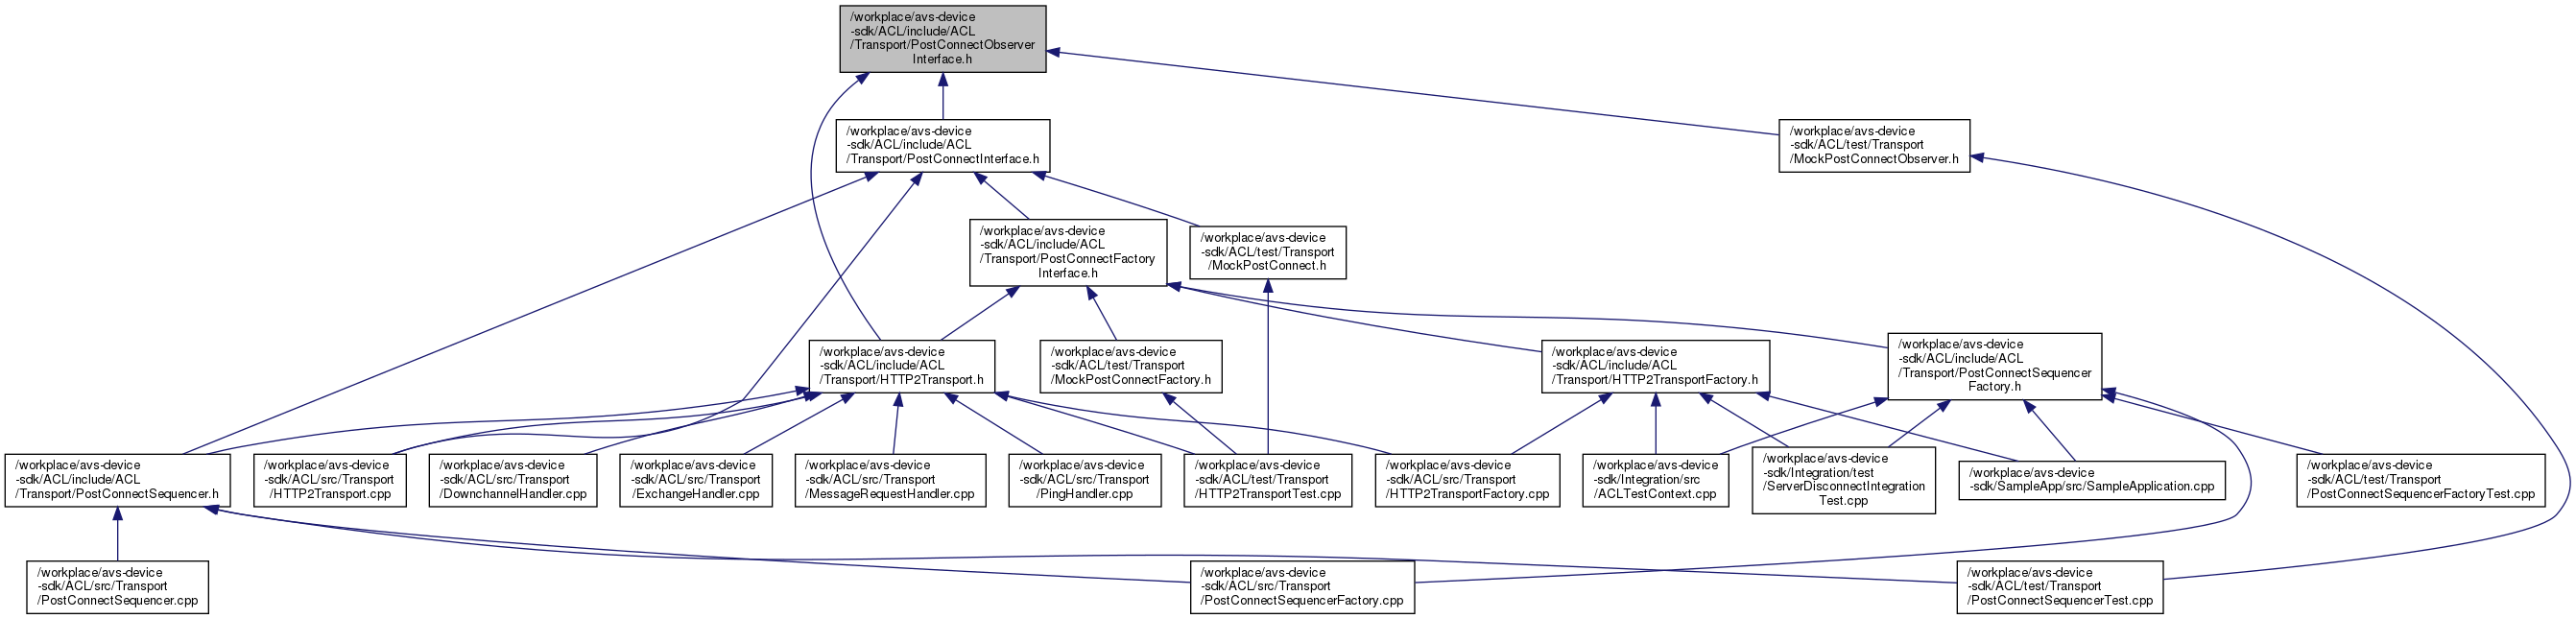 /workplace/avs-device
-sdk/ACL/include/ACL
/Transport/PostConnectObserver
Interface.h
/workplace/avs-device
-sdk/ACL/include/ACL
/Transport/PostConnectInterface.h
/workplace/avs-device
-sdk/ACL/test/Transport
/MockPostConnectObserver.h
/workplace/avs-device
-sdk/ACL/include/ACL
/Transport/PostConnectFactory
Interface.h
/workplace/avs-device
-sdk/ACL/test/Transport
/MockPostConnect.h
/workplace/avs-device
-sdk/ACL/include/ACL
/Transport/HTTP2Transport.h
/workplace/avs-device
-sdk/ACL/test/Transport
/MockPostConnectFactory.h
/workplace/avs-device
-sdk/ACL/include/ACL
/Transport/HTTP2TransportFactory.h
/workplace/avs-device
-sdk/ACL/include/ACL
/Transport/PostConnectSequencer
Factory.h
/workplace/avs-device
-sdk/ACL/include/ACL
/Transport/PostConnectSequencer.h
/workplace/avs-device
-sdk/ACL/src/Transport
/HTTP2Transport.cpp
/workplace/avs-device
-sdk/ACL/src/Transport
/DownchannelHandler.cpp
/workplace/avs-device
-sdk/ACL/src/Transport
/ExchangeHandler.cpp
/workplace/avs-device
-sdk/ACL/src/Transport
/MessageRequestHandler.cpp
/workplace/avs-device
-sdk/ACL/src/Transport
/PingHandler.cpp
/workplace/avs-device
-sdk/ACL/test/Transport
/HTTP2TransportTest.cpp
/workplace/avs-device
-sdk/ACL/src/Transport
/HTTP2TransportFactory.cpp
/workplace/avs-device
-sdk/Integration/src
/ACLTestContext.cpp
/workplace/avs-device
-sdk/Integration/test
/ServerDisconnectIntegration
Test.cpp
/workplace/avs-device
-sdk/SampleApp/src/SampleApplication.cpp
/workplace/avs-device
-sdk/ACL/test/Transport
/PostConnectSequencerFactoryTest.cpp
/workplace/avs-device
-sdk/ACL/src/Transport
/PostConnectSequencer.cpp
/workplace/avs-device
-sdk/ACL/src/Transport
/PostConnectSequencerFactory.cpp
/workplace/avs-device
-sdk/ACL/test/Transport
/PostConnectSequencerTest.cpp